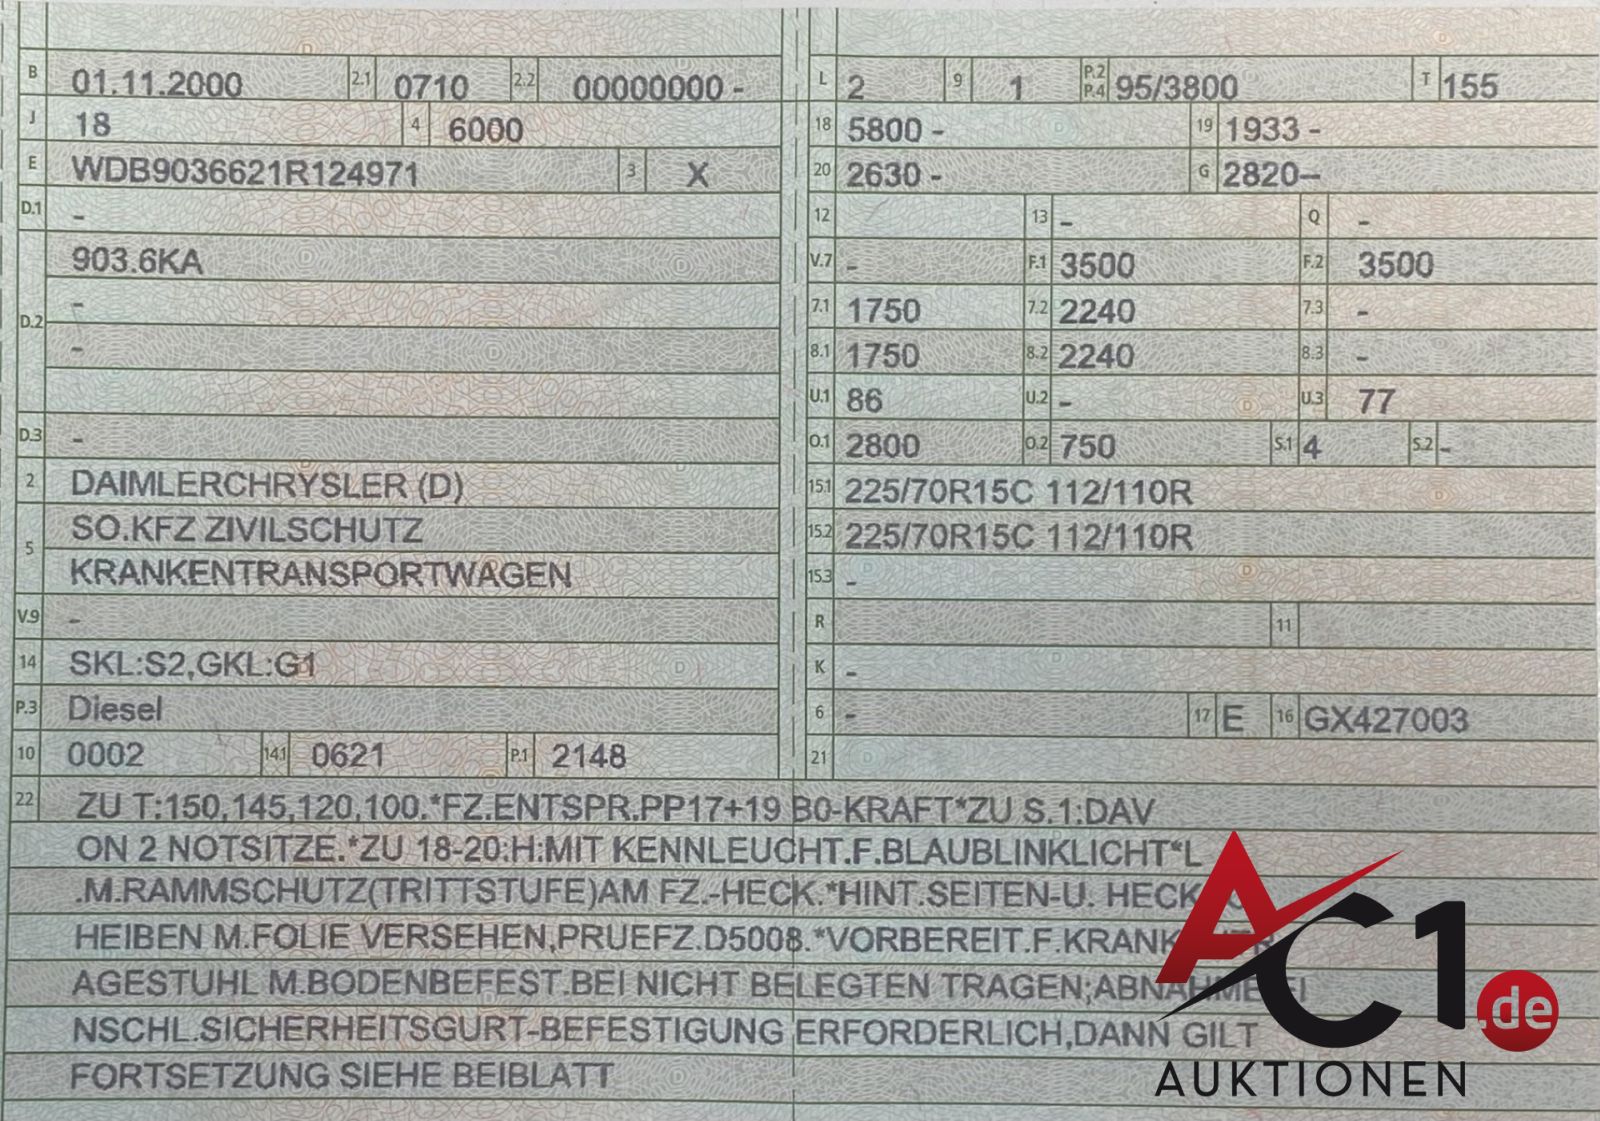 B 01.11.2000 2.1 0710 2.2 00000000 -
J 18 4 6000
E WDB9036621R124971 3 X
D.1 -
D.2 903.6KA
-
-
D.3 -
2 DAIMLERCHRYSLER (D)
5 SO.KFZ ZIVILSCHUTZ
KRANKENTRANSPORTWAGEN
V.9 -
14 SKL:S2,GKL:G1
P.3 Diesel
10 0002 14.1 0621 P.1 2148
L 2 9 1 P.2 P.4 95/3800 T 155
18 5800 - 19 1933 -
20 2630 - G 2820--
12 13 - Q -
V.7 - F.1 3500 F.2 3500
7.1 1750 7.2 2240 7.3 -
8.1 1750 8.2 2240 8.3 -
U.1 86 U.2 - U.3 77
O.1 2800 O.2 750 S.1 4 S.2 -
15.1 225/70R15C 112/110R
15.2 225/70R15C 112/110R
15.3 -
R 11
K -
6 - 17 E 16 GX427003
21
22 ZU T:150,145,120,100.*FZ.ENTSPR.PP17+19 B0-KRAFT*ZU S.1:DAV
ON 2 NOTSITZE.*ZU 18-20:H:MIT KENNLEUCHT.F.BLAUBLINKLICHT*L
.M.RAMMSCHUTZ(TRITTSTUFE)AM FZ.-HECK.*HINT.SEITEN-U. HECK
HEIBEN M.FOLIE VERSEHEN,PRUEFZ.D5008.*VORBEREIT.F.KRANK
AGESTUHL M.BODENBEFEST.BEI NICHT BELEGTEN TRAGEN;ABNAHME
NSCHL.SICHERHEITSGURT-BEFESTIGUNG ERFORDERLICH,DANN GILT
FORTSETZUNG SIEHE BEIBLATT
AC1.de
AUKTIONEN